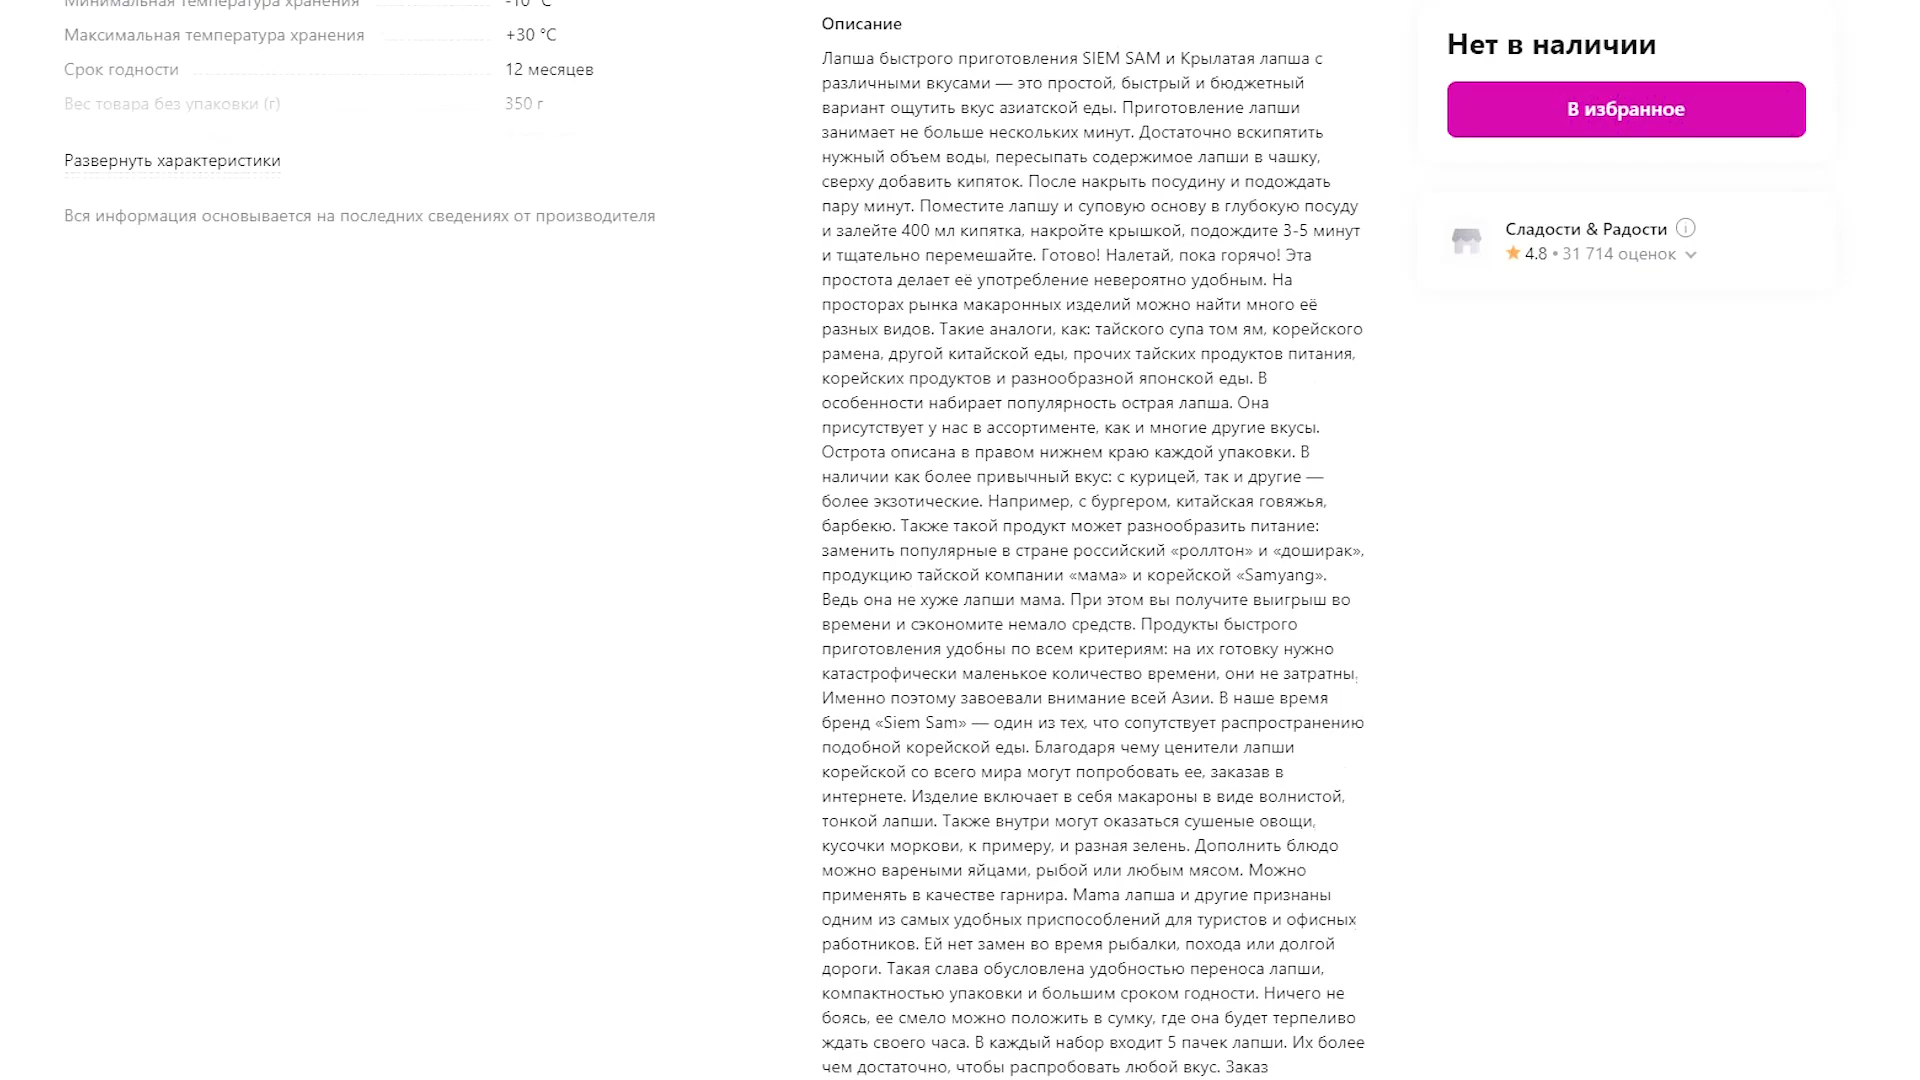 Минимальная температура хранения -10 °C
Максимальная температура хранения +30 °C
Срок годности 12 месяцев
Вес товара без упаковки (г) 350 г
Развернуть характеристики
Вся информация основывается на последних сведениях от производителя
Описание
Лапша быстрого приготовления SIEM SAM и Крылатая лапша с
различными вкусами — это простой, быстрый и бюджетный
вариант ощутить вкус азиатской еды. Приготовление лапши
занимает не больше нескольких минут. Достаточно вскипятить
нужный объем воды, пересыпать содержимое лапши в чашку,
сверху добавить кипяток. После накрыть посудину и подождать
пару минут. Поместите лапшу и суповую основу в глубокую посуду
и залейте 400 мл кипятка, накройте крышкой, подождите 3-5 минут
и тщательно перемешайте. Готово! Налетай, пока горячо! Эта
простота делает её употребление невероятно удобным. На
просторах рынка макаронных изделий можно найти много её
разных видов. Такие аналоги, как: тайского супа том ям, корейского
рамена, другой китайской еды, прочих тайских продуктов питания,
корейских продуктов и разнообразной японской еды. В
особенности набирает популярность острая лапша. Она
присутствует у нас в ассортименте, как и многие другие вкусы.
Острота описана в правом нижнем краю каждой упаковки. В
наличии как более привычный вкус: с курицей, так и другие —
более экзотические. Например, с бургером, китайская говяжья,
барбекю. Также такой продукт может разнообразить питание:
заменить популярные в стране российский «роллтон» и «доширак»,
продукцию тайской компании «мама» и корейской «Samyang».
Ведь она не хуже лапши мама. При этом вы получите выигрыш во
времени и сэкономите немало средств. Продукты быстрого
приготовления удобны по всем критериям: на их готовку нужно
катастрофически маленькое количество времени, они не затратны.
Именно поэтому завоевали внимание всей Азии. В наше время
бренд «Siem Sam» — один из тех, что сопутствует распространению
подобной корейской еды. Благодаря чему ценители лапши
корейской со всего мира могут попробовать ее, заказав в
интернете. Изделие включает в себя макароны в виде волнистой,
тонкой лапши. Также внутри могут оказаться сушеные овощи,
кусочки моркови, к примеру, и разная зелень. Дополнить блюдо
можно вареными яйцами, рыбой или любым мясом. Можно
применять в качестве гарнира. Mama лапша и другие признаны
одним из самых удобных приспособлений для туристов и офисных
работников. Ей нет замен во время рыбалки, похода или долгой
дороги. Такая слава обусловлена удобностью переноса лапши,
компактностью упаковки и большим сроком годности. Ничего не
боясь, ее смело можно положить в сумку, где она будет терпеливо
ждать своего часа. В каждый набор входит 5 пачек лапши. Их более
чем достаточно, чтобы распробовать любой вкус. Заказ
Нет в наличии
В избранное
Сладости & Радости
4.8 • 31 714 оценок